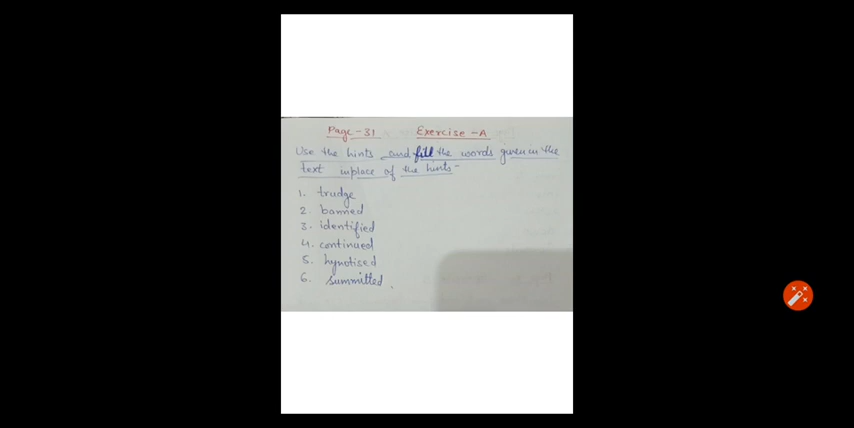 Page-31 Exercise-A
Use the hints and fill the words given in the
text inplace of the hints-
1. trudge
2. banned
3. identified
4. continued
5. hynotised
6. summitted.